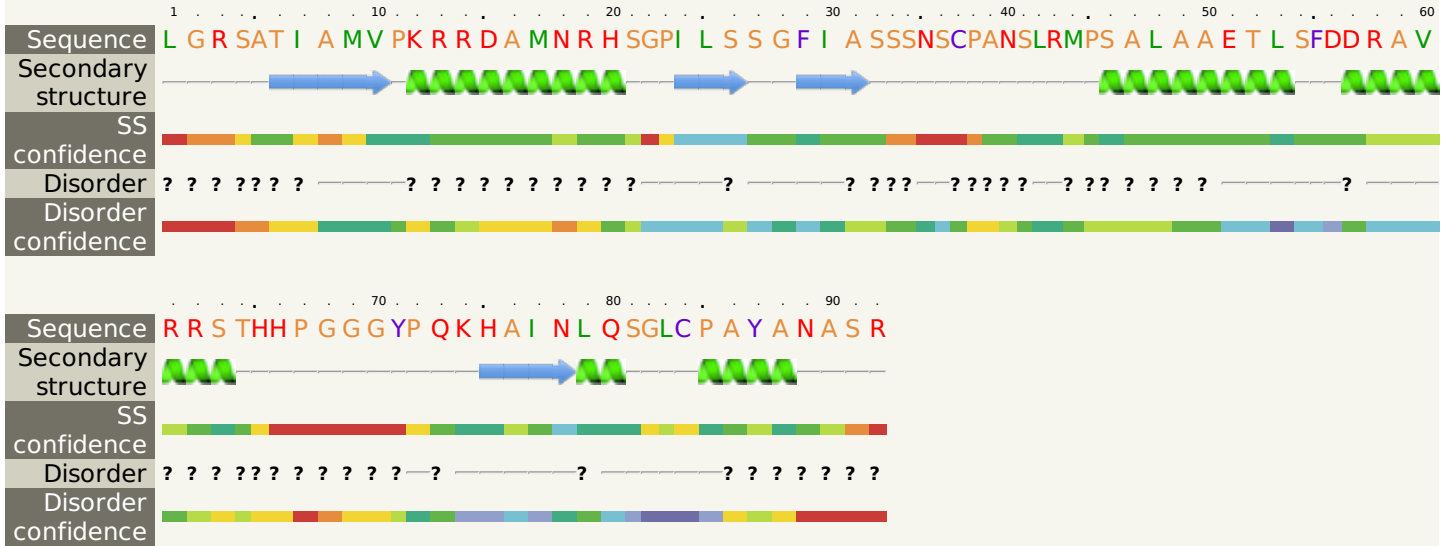 1 10 20 30 40 50 60
Sequence L G R S A T I A M V P K R R D A M N R H S G P I L S S G F I A S S S N S C P A N S L R M P S A L A A E T L S F D D R A V
Secondary
structure
SS
confidence
Disorder ? ? ? ? ? ? ? ? ? ? ? ? ? ? ? ? ? ? ? ? ? ? ? ? ? ? ? ? ? ? ? ? ? ? ?
Disorder
confidence
70 80 90
Sequence R R S T H H P G G G Y P Q K H A I N L Q S G L C P A Y A N A S R
Secondary
structure
SS
confidence
Disorder ? ? ? ? ? ? ? ? ? ? ? ? ? ? ? ? ? ? ? ?
Disorder
confidence